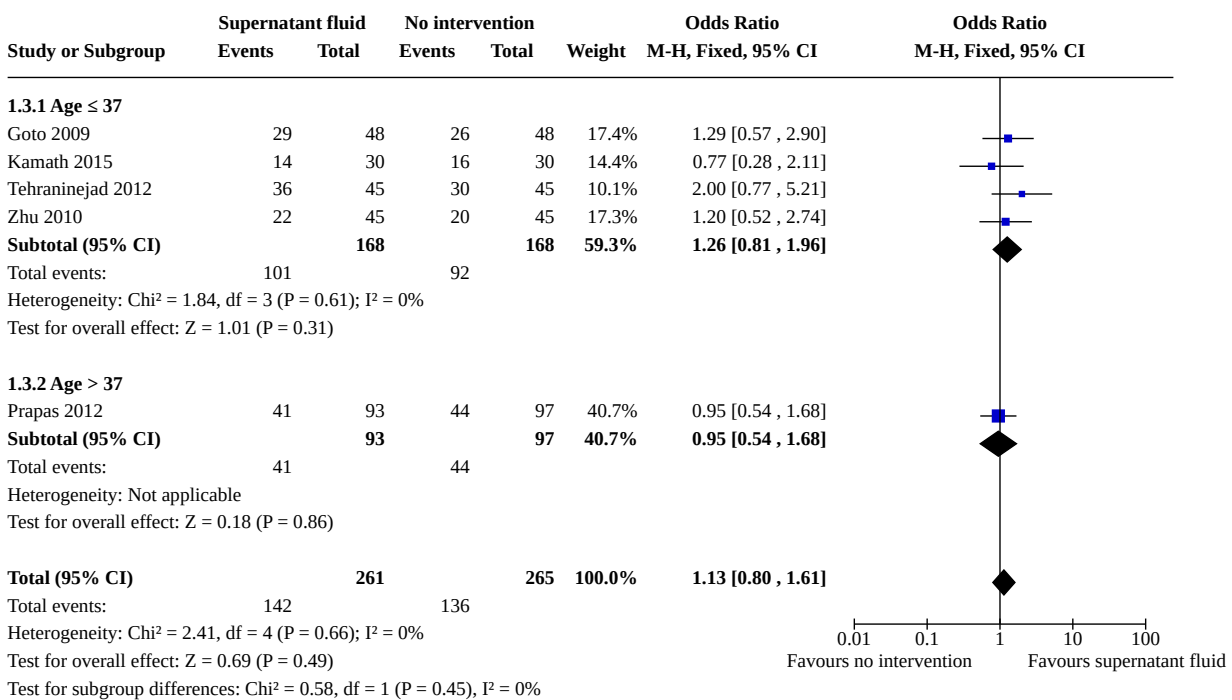 Supernatant fluid No intervention Odds Ratio Odds Ratio
Study or Subgroup Events Total Events Total Weight M-H, Fixed, 95% CI M-H, Fixed, 95% CI
1.3.1 Age ≤ 37
Goto 2009 29 48 26 48 17.4% 1.29 [0.57 , 2.90]
Kamath 2015 14 30 16 30 14.4% 0.77 [0.28 , 2.11]
Tehraninejad 2012 36 45 30 45 10.1% 2.00 [0.77 , 5.21]
Zhu 2010 22 45 20 45 17.3% 1.20 [0.52 , 2.74]
Subtotal (95% CI) 168 168 59.3% 1.26 [0.81 , 1.96]
Total events: 101 92
Heterogeneity: Chi² = 1.84, df = 3 (P = 0.61); I² = 0%
Test for overall effect: Z = 1.01 (P = 0.31)
1.3.2 Age > 37
Prapas 2012 41 93 44 97 40.7% 0.95 [0.54 , 1.68]
Subtotal (95% CI) 93 97 40.7% 0.95 [0.54 , 1.68]
Total events: 41 44
Heterogeneity: Not applicable
Test for overall effect: Z = 0.18 (P = 0.86)
Total (95% CI) 261 265 100.0% 1.13 [0.80 , 1.61]
Total events: 142 136
Heterogeneity: Chi² = 2.41, df = 4 (P = 0.66); I² = 0%
0.01 0.1 1 10 100
Test for overall effect: Z = 0.69 (P = 0.49)
Favours no intervention Favours supernatant fluid
Test for subgroup differences: Chi² = 0.58, df = 1 (P = 0.45), I² = 0%